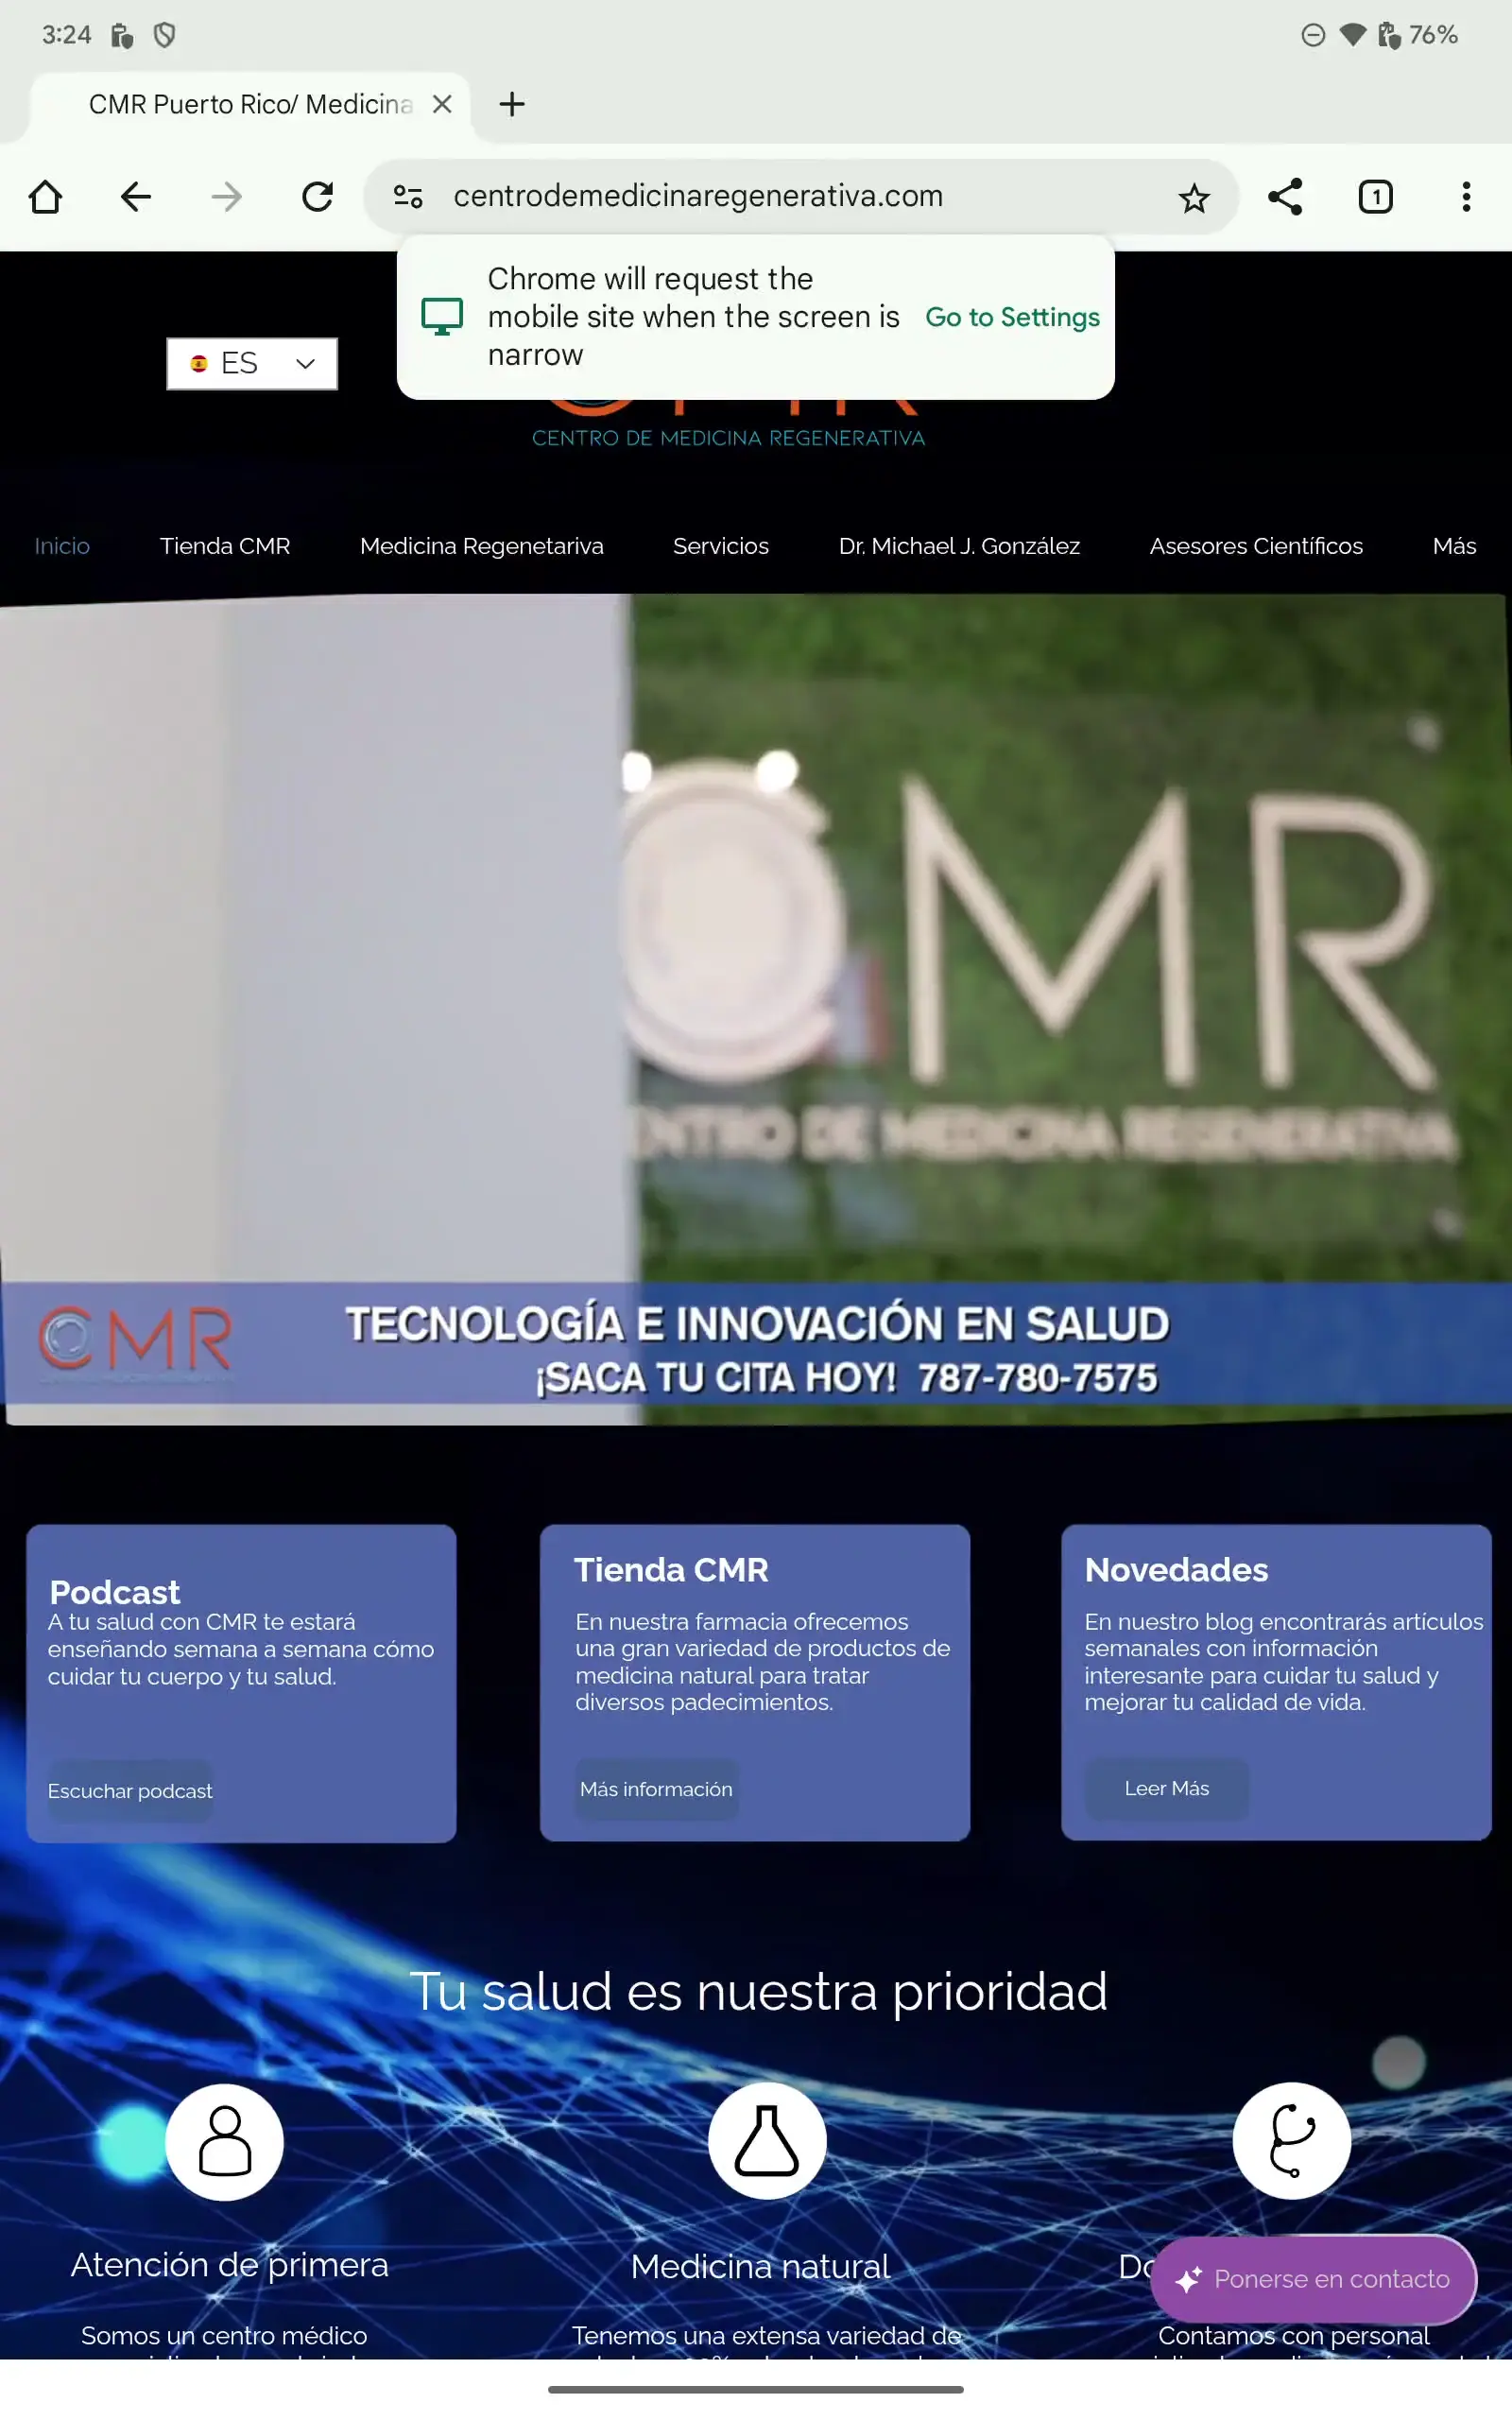 3:24
76%
CMR Puerto Rico/ Medicina
centrodemedicinaregenerativa.com
1
Chrome will request the
mobile site when the screen is
narrow
Go to Settings
ES
CENTRO DE MEDICINA REGENERATIVA
Inicio
Tienda CMR
Medicina Regenetariva
Servicios
Dr. Michael J. González
Asesores Científicos
Más
CMR
CENTRO DE MEDICINA REGENERATIVA
CMR
TECNOLOGÍA E INNOVACIÓN EN SALUD
¡SACA TU CITA HOY! 787-780-7575
Podcast
A tu salud con CMR te estará
enseñando semana a semana cómo
cuidar tu cuerpo y tu salud.
Escuchar podcast
Tienda CMR
En nuestra farmacia ofrecemos
una gran variedad de productos de
medicina natural para tratar
diversos padecimientos.
Más información
Novedades
En nuestro blog encontrarás artículos
semanales con información
interesante para cuidar tu salud y
mejorar tu calidad de vida.
Leer Más
Tu salud es nuestra prioridad
Atención de primera
Somos un centro médico
Medicina natural
Tenemos una extensa variedad de
Ponerse en contacto
Contamos con personal